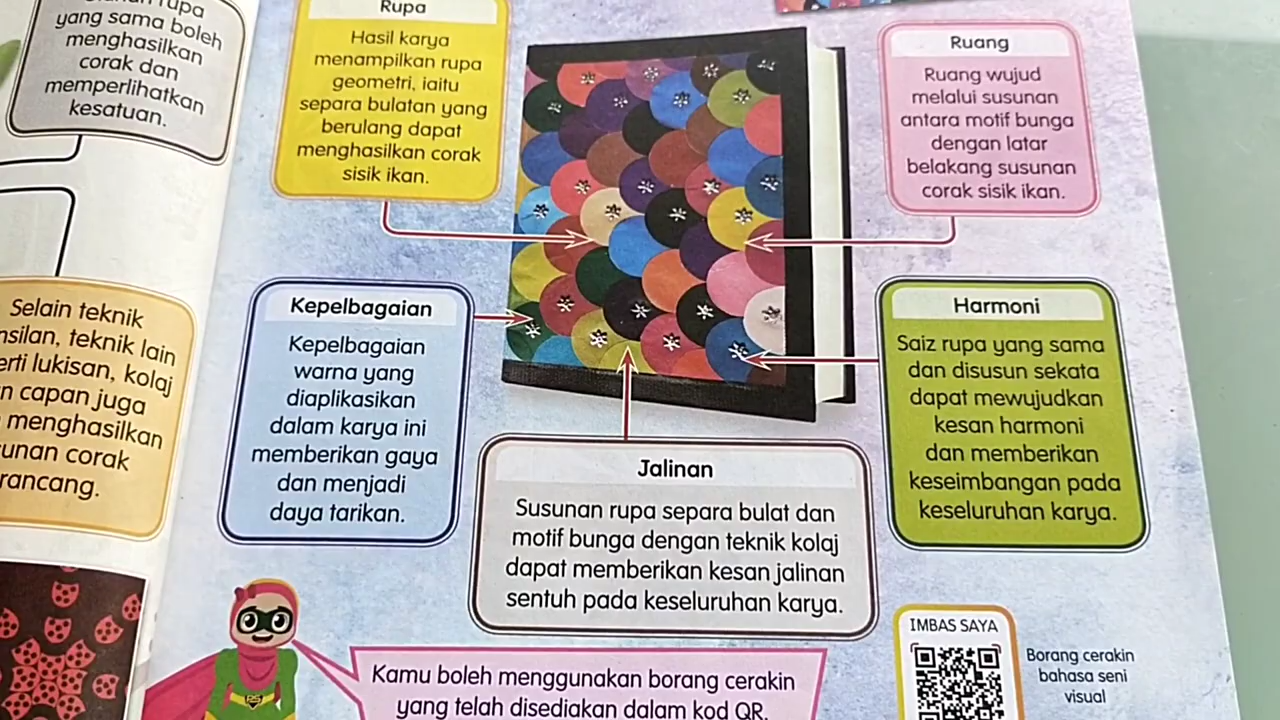 rupa
yang sama boleh
menghasilkan
corak dan
memperlihatkan
kesatuan.
Selain teknik
teknik lain
lukisan, kolaj
capan juga
menghasilkan
corak
Rupa
Hasil karya
menampilkan rupa
geometri, iaitu
separa bulatan yang
berulang dapat
menghasilkan corak
sisik ikan.
Ruang
Ruang wujud
melalui susunan
antara motif bunga
dengan latar
belakang susunan
corak sisik ikan.
Kepelbagaian
Kepelbagaian
warna yang
diaplikasikan
dalam karya ini
memberikan gaya
dan menjadi
daya tarikan.
Harmoni
Saiz rupa yang sama
dan disusun sekata
dapat mewujudkan
kesan harmoni
dan memberikan
keseimbangan pada
keseluruhan karya.
Jalinan
Susunan rupa separa bulat dan
motif bunga dengan teknik kolaj
dapat memberikan kesan jalinan
sentuh pada keseluruhan karya.
Kamu boleh menggunakan borang cerakin
yang telah disediakan dalam kod QR.
IMBAS SAYA
Borang cerakin
bahasa seni
visual